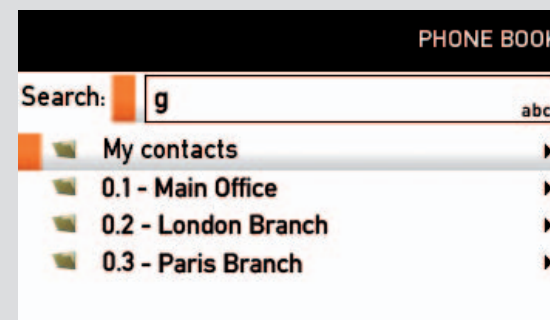 PHONE BOOK
Search: g
abc
My contacts
0.1 - Main Office
0.2 - London Branch
0.3 - Paris Branch